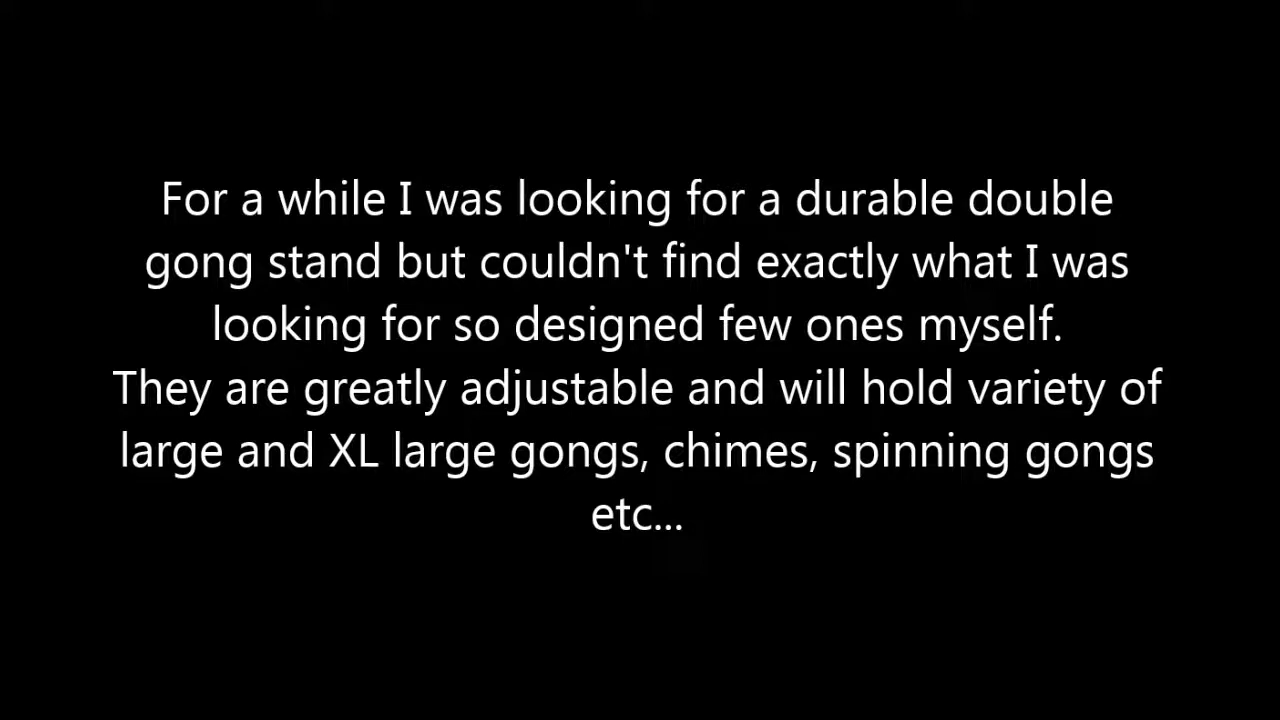 For a while I was looking for a durable double
gong stand but couldn't find exactly what I was
looking for so designed few ones myself.
They are greatly adjustable and will hold variety of
large and XL large gongs, chimes, spinning gongs
etc...